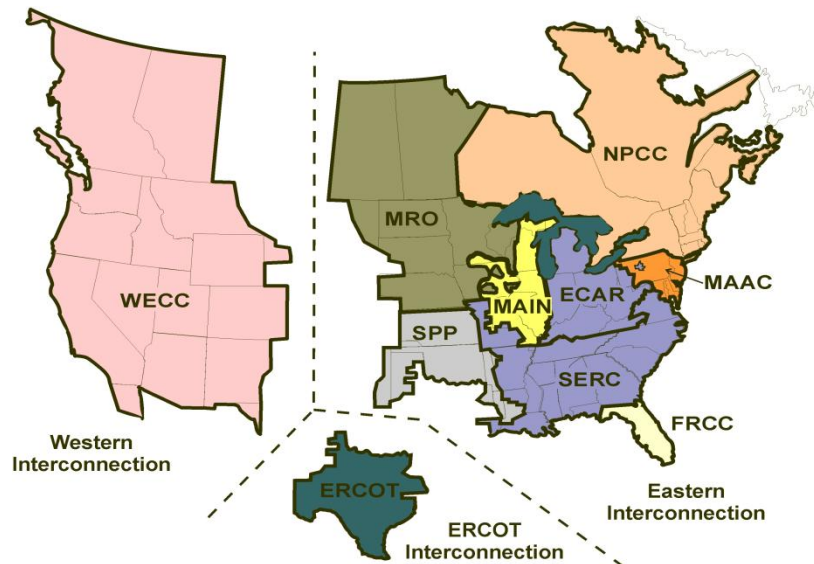 NPCC
MRO
MAAC
WECC
MAIN
ECAR
SPP
SERC
FRCC
Western
Interconnection
ERCOT
Eastern
Interconnection
ERCOT
Interconnection